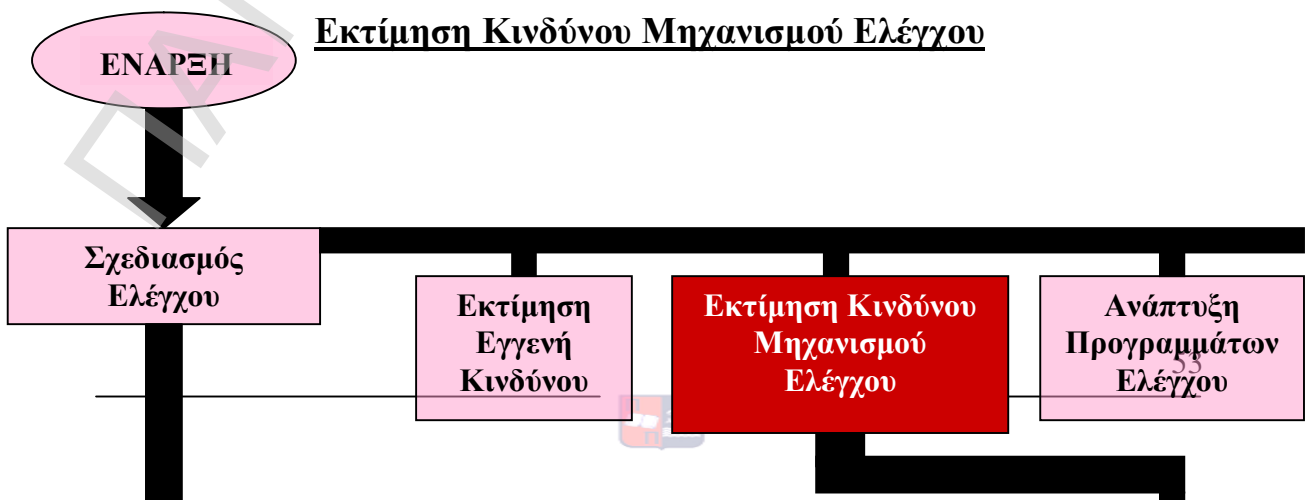 Εκτίμηση Κινδύνου Μηχανισμού Ελέγχου
ΕΝΑΡΞΗ
Σχεδιασμός
Ελέγχου
Εκτίμηση
Εγγενή
Κινδύνου
Εκτίμηση Κινδύνου
Μηχανισμού
Ελέγχου
Ανάπτυξη
Προγραμμάτων
Ελέγχου
53